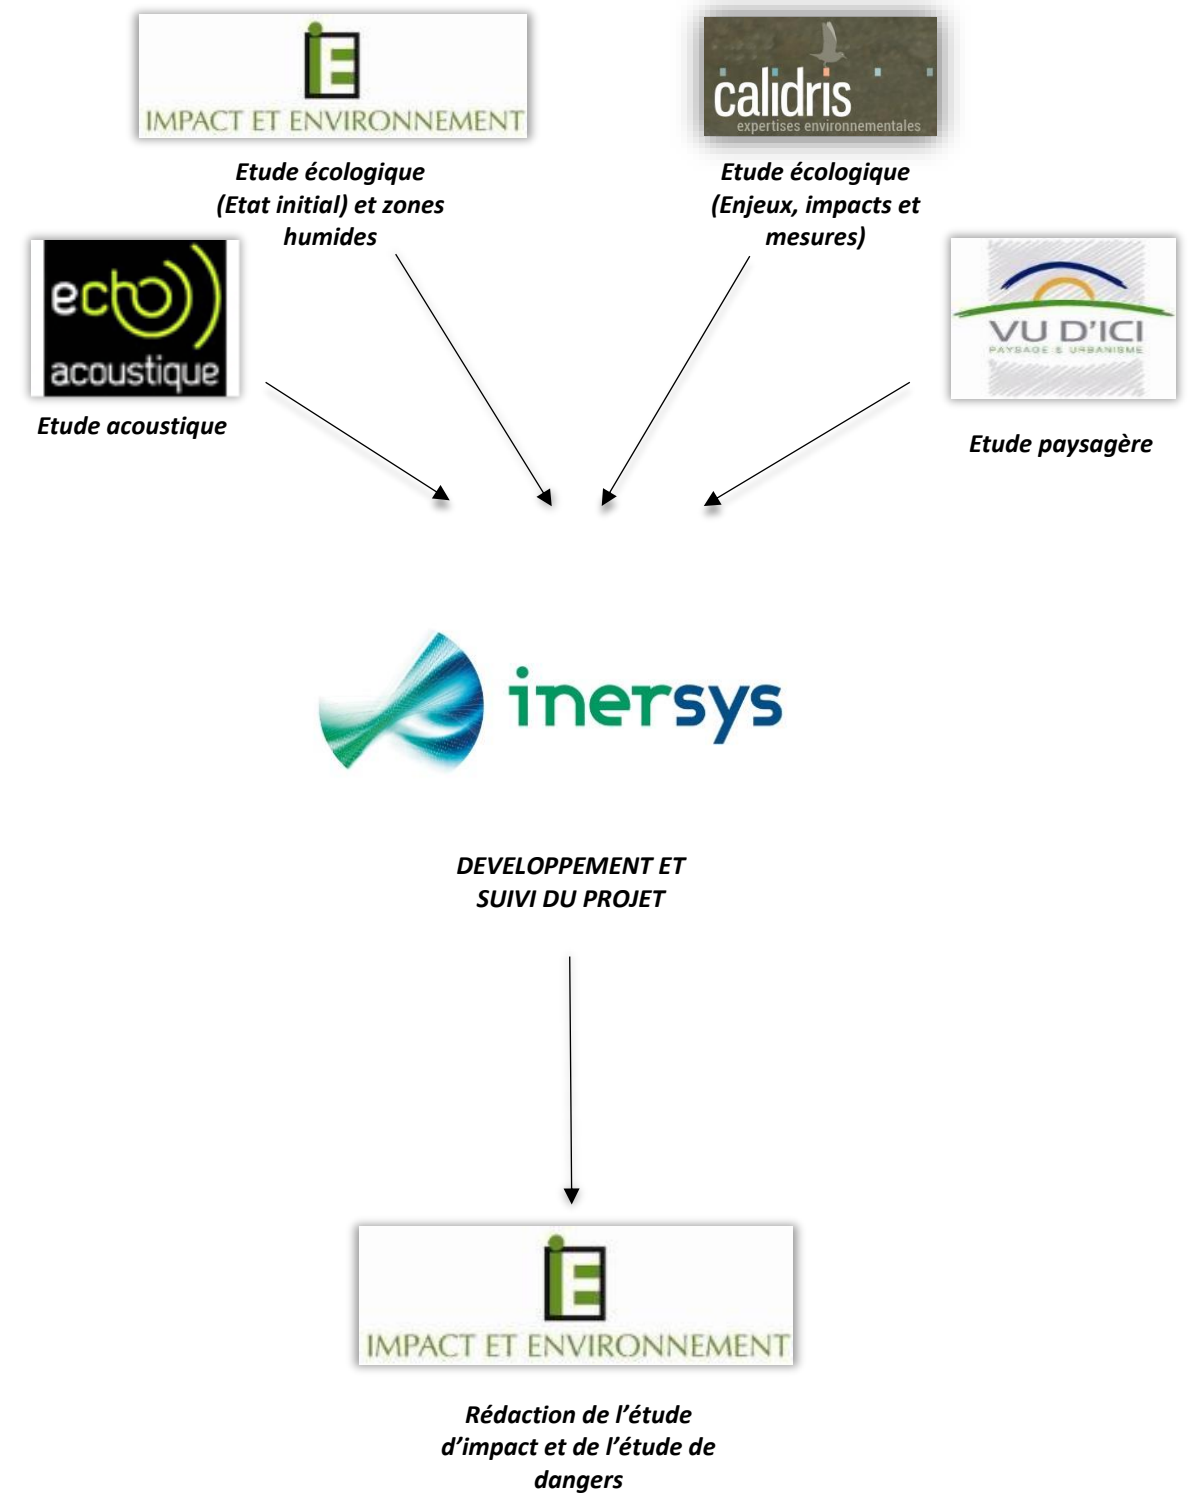 iE
IMPACT ET ENVIRONNEMENT
Etude écologique
(Etat initial) et zones
humides
calidris
expertises environnementales
Etude écologique
(Enjeux, impacts et
mesures)
echo
acoustique
Etude acoustique
VU D'ICI
PAYSAGE & URBANISME
Etude paysagère
inersys
DEVELOPPEMENT ET
SUIVI DU PROJET
iE
IMPACT ET ENVIRONNEMENT
Rédaction de l’étude
d’impact et de l’étude de
dangers